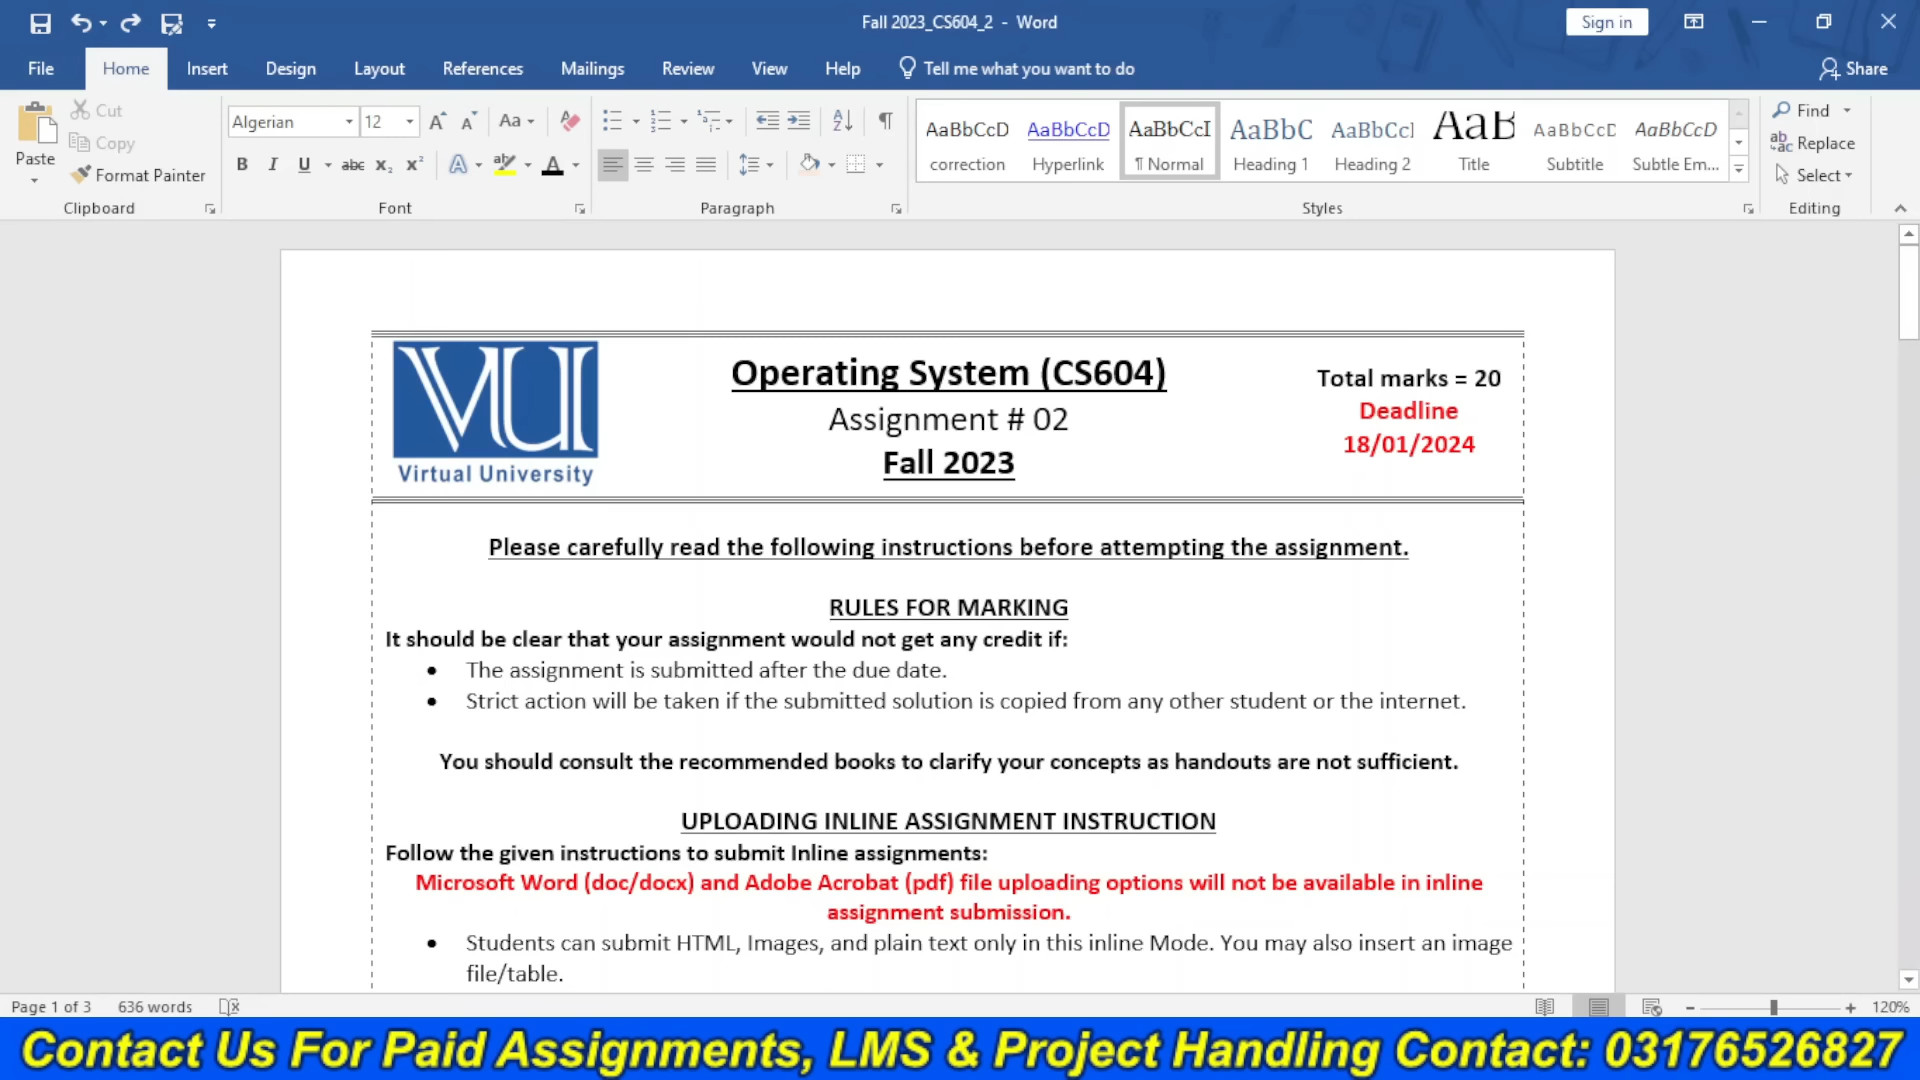 Fall 2023_CS604_2 - Word
Sign in
File Home Insert Design Layout References Mailings Review View Help Tell me what you want to do Share
Paste
Cut
Copy
Format Painter
Clipboard
Algerian 12
Font
Paragraph
AaBbCcD AaBbCcD AaBbCcI AaBbC AaBbCcI AaB AaBbCcD AaBbCcD
correction Hyperlink ¶ Normal Heading 1 Heading 2 Title Subtitle Subtle Em...
Styles
Find
Replace
Select
Editing
VU
Virtual University
Operating System (CS604)
Assignment # 02
Fall 2023
Total marks = 20
Deadline
18/01/2024
Please carefully read the following instructions before attempting the assignment.
RULES FOR MARKING
It should be clear that your assignment would not get any credit if:
• The assignment is submitted after the due date.
• Strict action will be taken if the submitted solution is copied from any other student or the internet.
You should consult the recommended books to clarify your concepts as handouts are not sufficient.
UPLOADING INLINE ASSIGNMENT INSTRUCTION
Follow the given instructions to submit Inline assignments:
Microsoft Word (doc/docx) and Adobe Acrobat (pdf) file uploading options will not be available in inline
assignment submission.
• Students can submit HTML, Images, and plain text only in this inline Mode. You may also insert an image
file/table.
Page 1 of 3 636 words 120%
Contact Us For Paid Assignments, LMS & Project Handling Contact: 03176526827